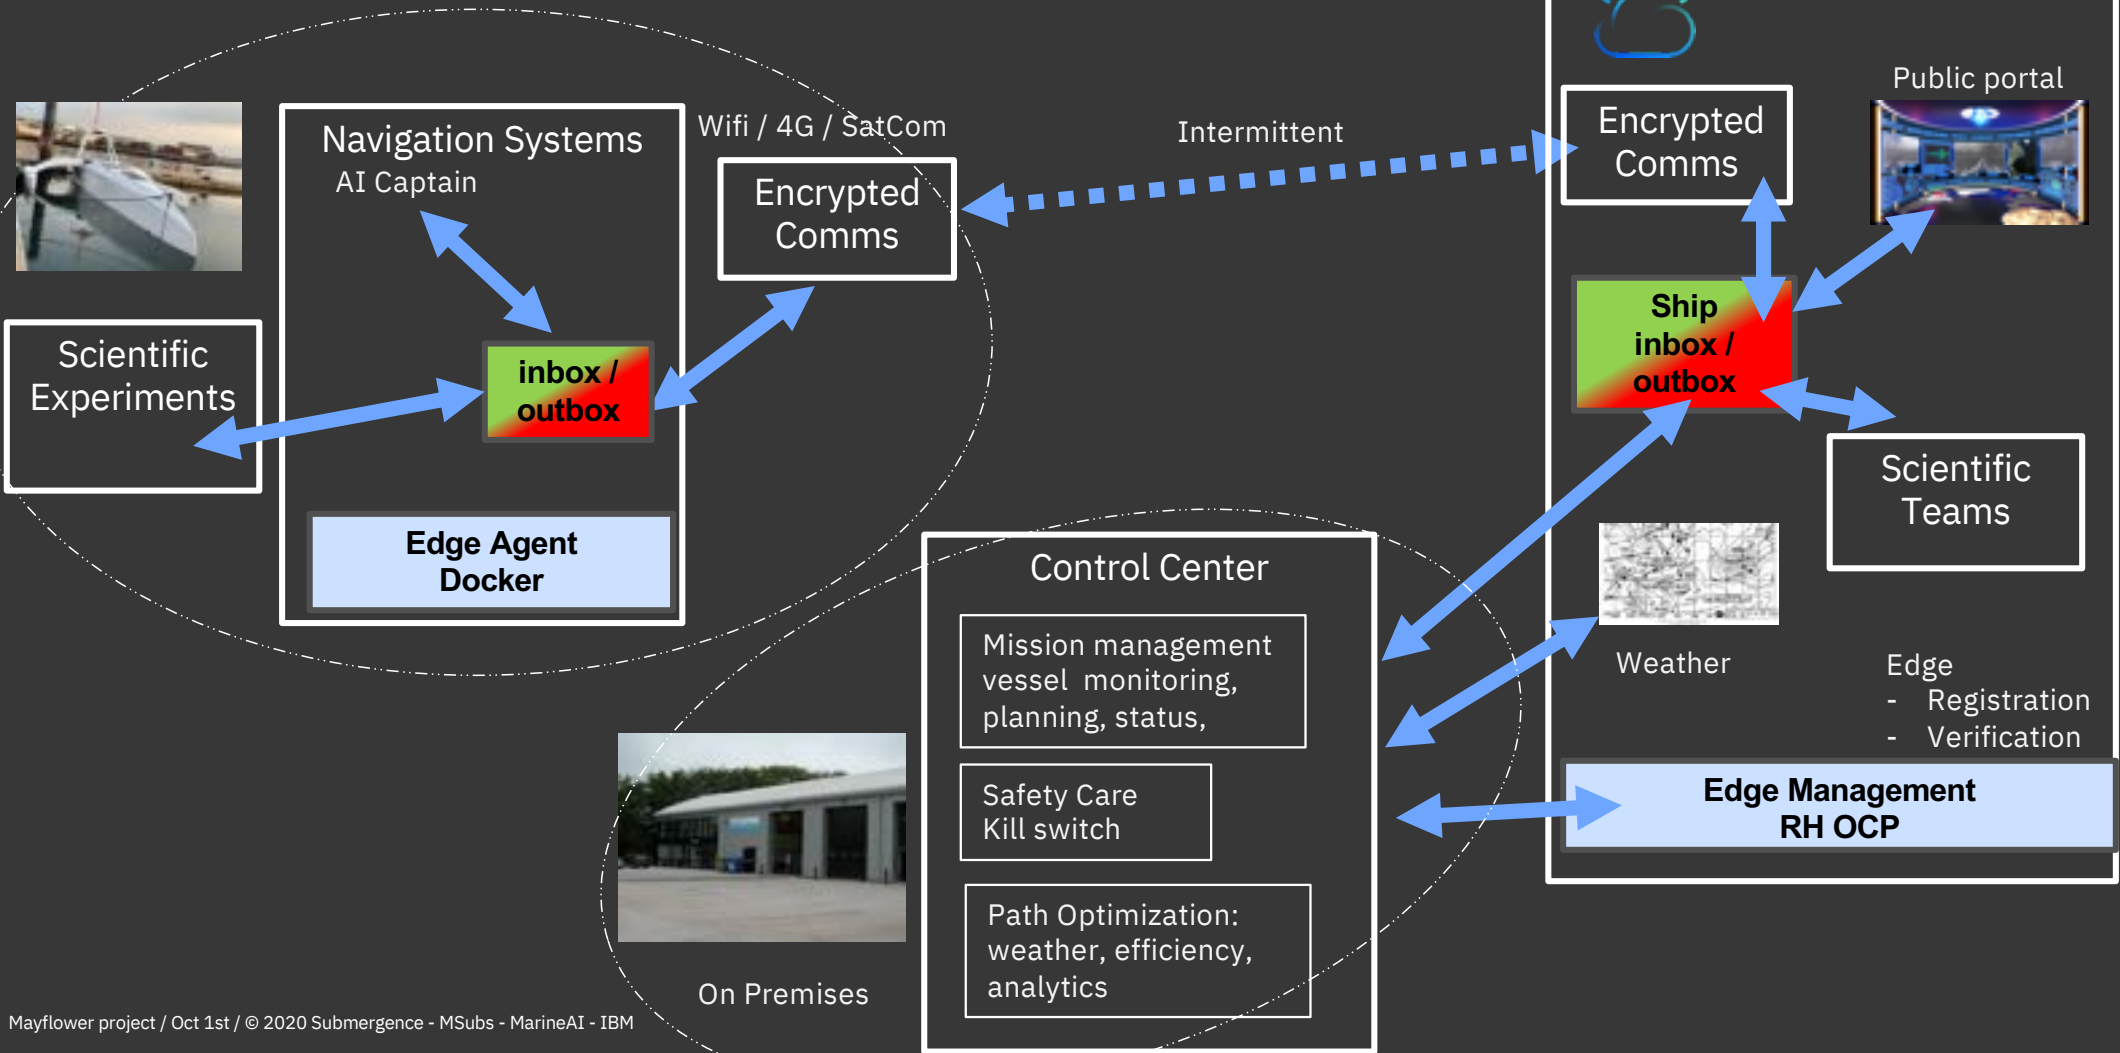 Navigation Systems
AI Captain
Wifi / 4G / SatCom
Encrypted
Comms
Scientific
Experiments
inbox /
outbox
Edge Agent
Docker
Intermittent
Encrypted
Comms
Public portal
Ship
inbox /
outbox
Scientific
Teams
Weather
Edge
- Registration
- Verification
Edge Management
RH OCP
Control Center
Mission management
vessel  monitoring,
planning, status,
Safety Care
Kill switch
Path Optimization:
weather, efficiency,
analytics
On Premises
Mayflower project / Oct 1st / © 2020 Submergence - MSubs - MarineAI - IBM